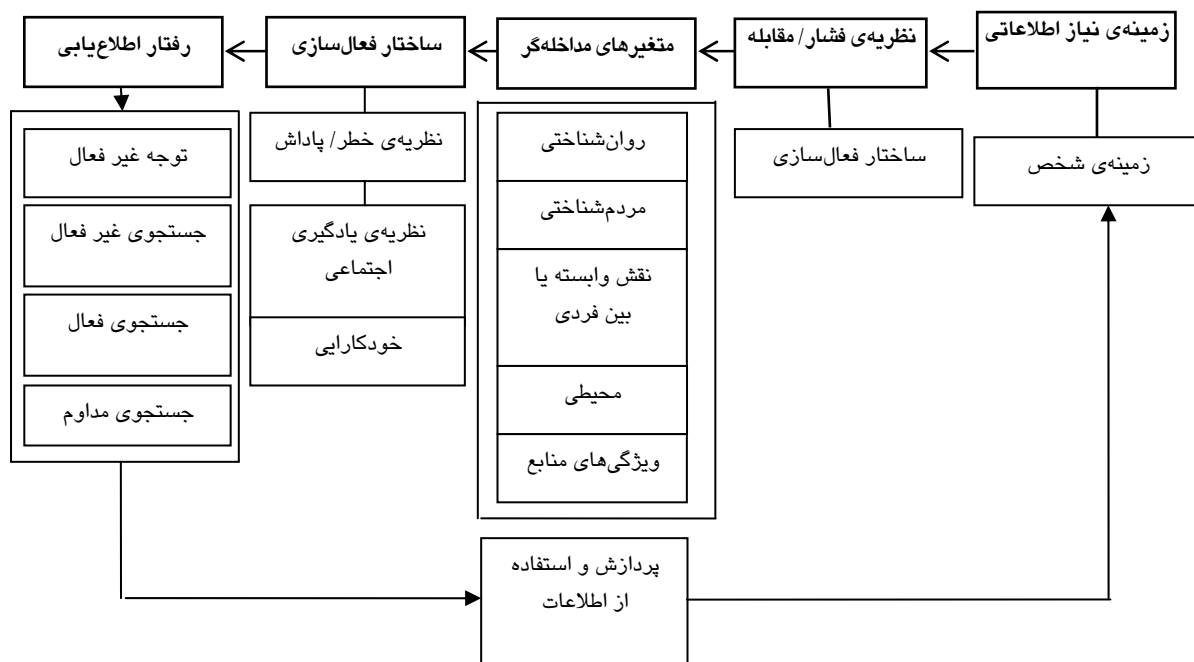 زمینه‌ی نیاز اطلاعاتی
نظریه‌ی فشار/ مقابله
متغیرهای مداخله‌گر
ساختار فعال‌سازی
رفتار اطلاع‌یابی
زمینه‌ی شخص
ساختار فعال‌سازی
روان‌شناختی
مردم‌شناختی
نقش وابسته یا
بین فردی
محیطی
ویژگی‌های منابع
نظریه‌ی خطر/ پاداش
نظریه‌ی یادگیری
اجتماعی
خودکارایی
توجه غیر فعال
جستجوی غیر فعال
جستجوی فعال
جستجوی مداوم
پردازش و استفاده
از اطلاعات